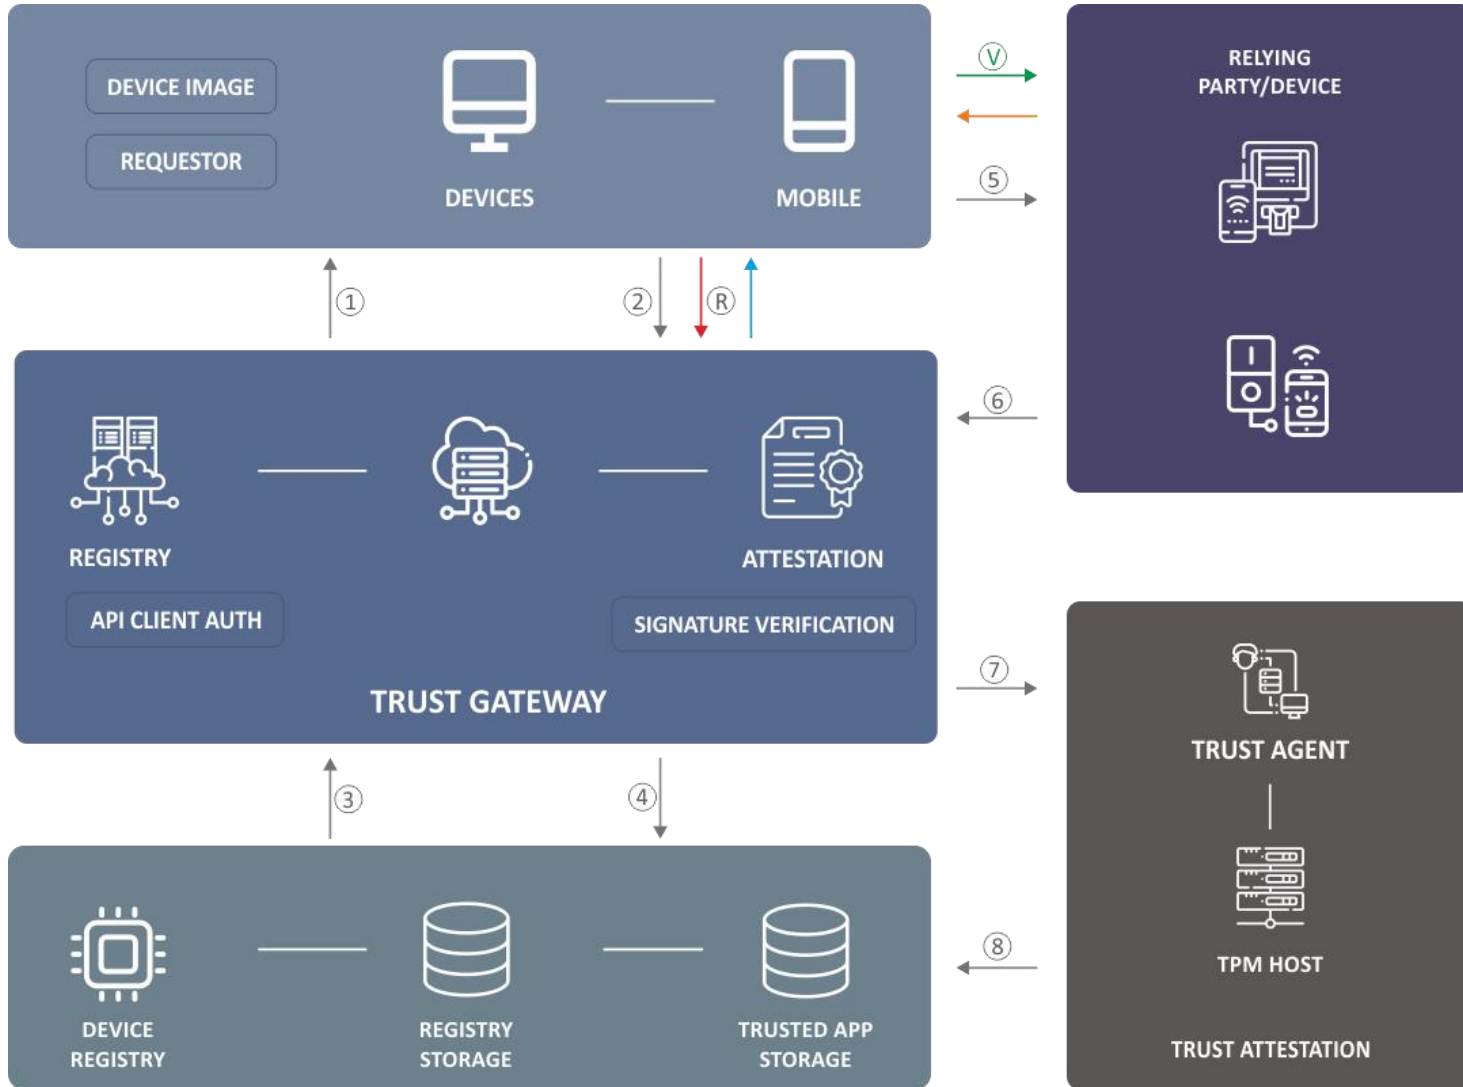 DEVICE IMAGE
REQUESTOR
DEVICES
MOBILE
V
5
RELYING
PARTY/DEVICE
1
2
R
6
REGISTRY
API CLIENT AUTH
ATTESTATION
SIGNATURE VERIFICATION
TRUST GATEWAY
7
TRUST AGENT
TPM HOST
TRUST ATTESTATION
3
4
8
DEVICE
REGISTRY
REGISTRY
STORAGE
TRUSTED APP
STORAGE